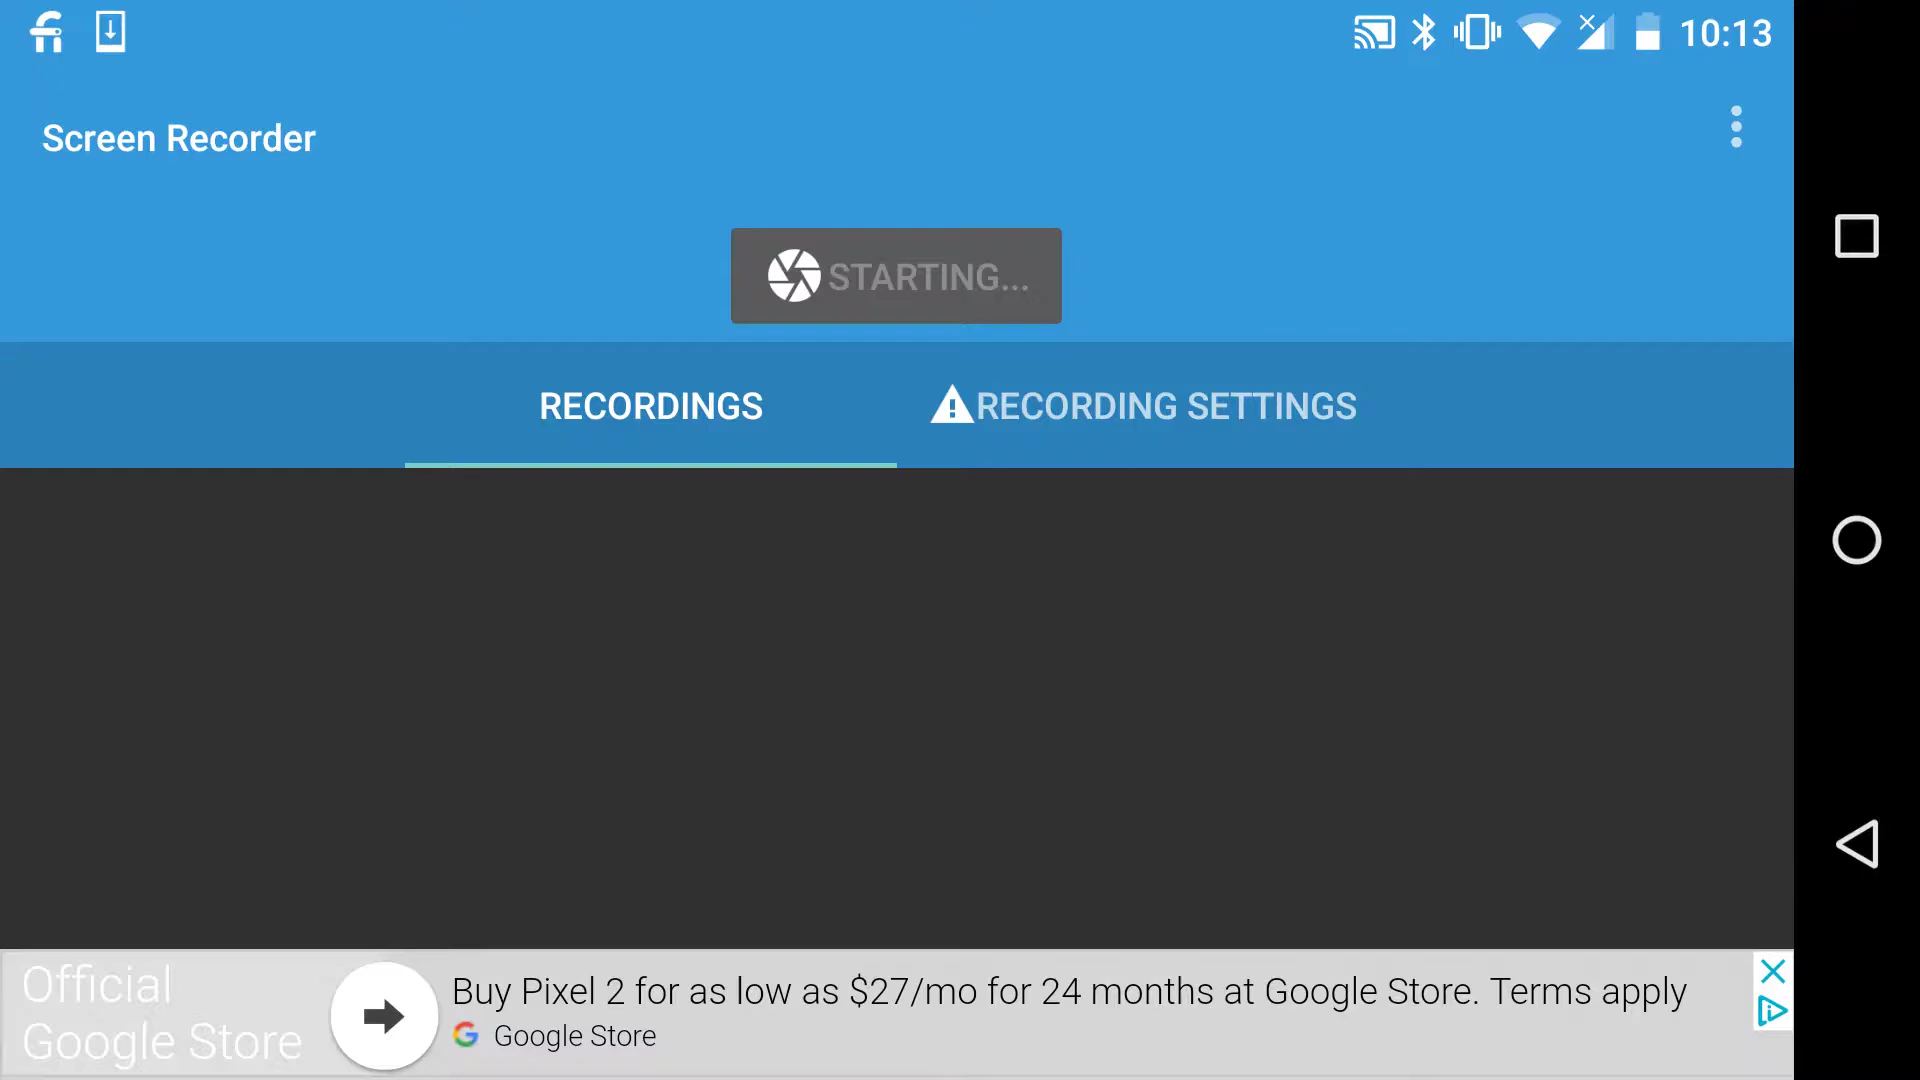 10:13
Screen Recorder
STARTING...
RECORDINGS
RECORDING SETTINGS
Official
Google Store
Buy Pixel 2 for as low as $27/mo for 24 months at Google Store. Terms apply
Google Store